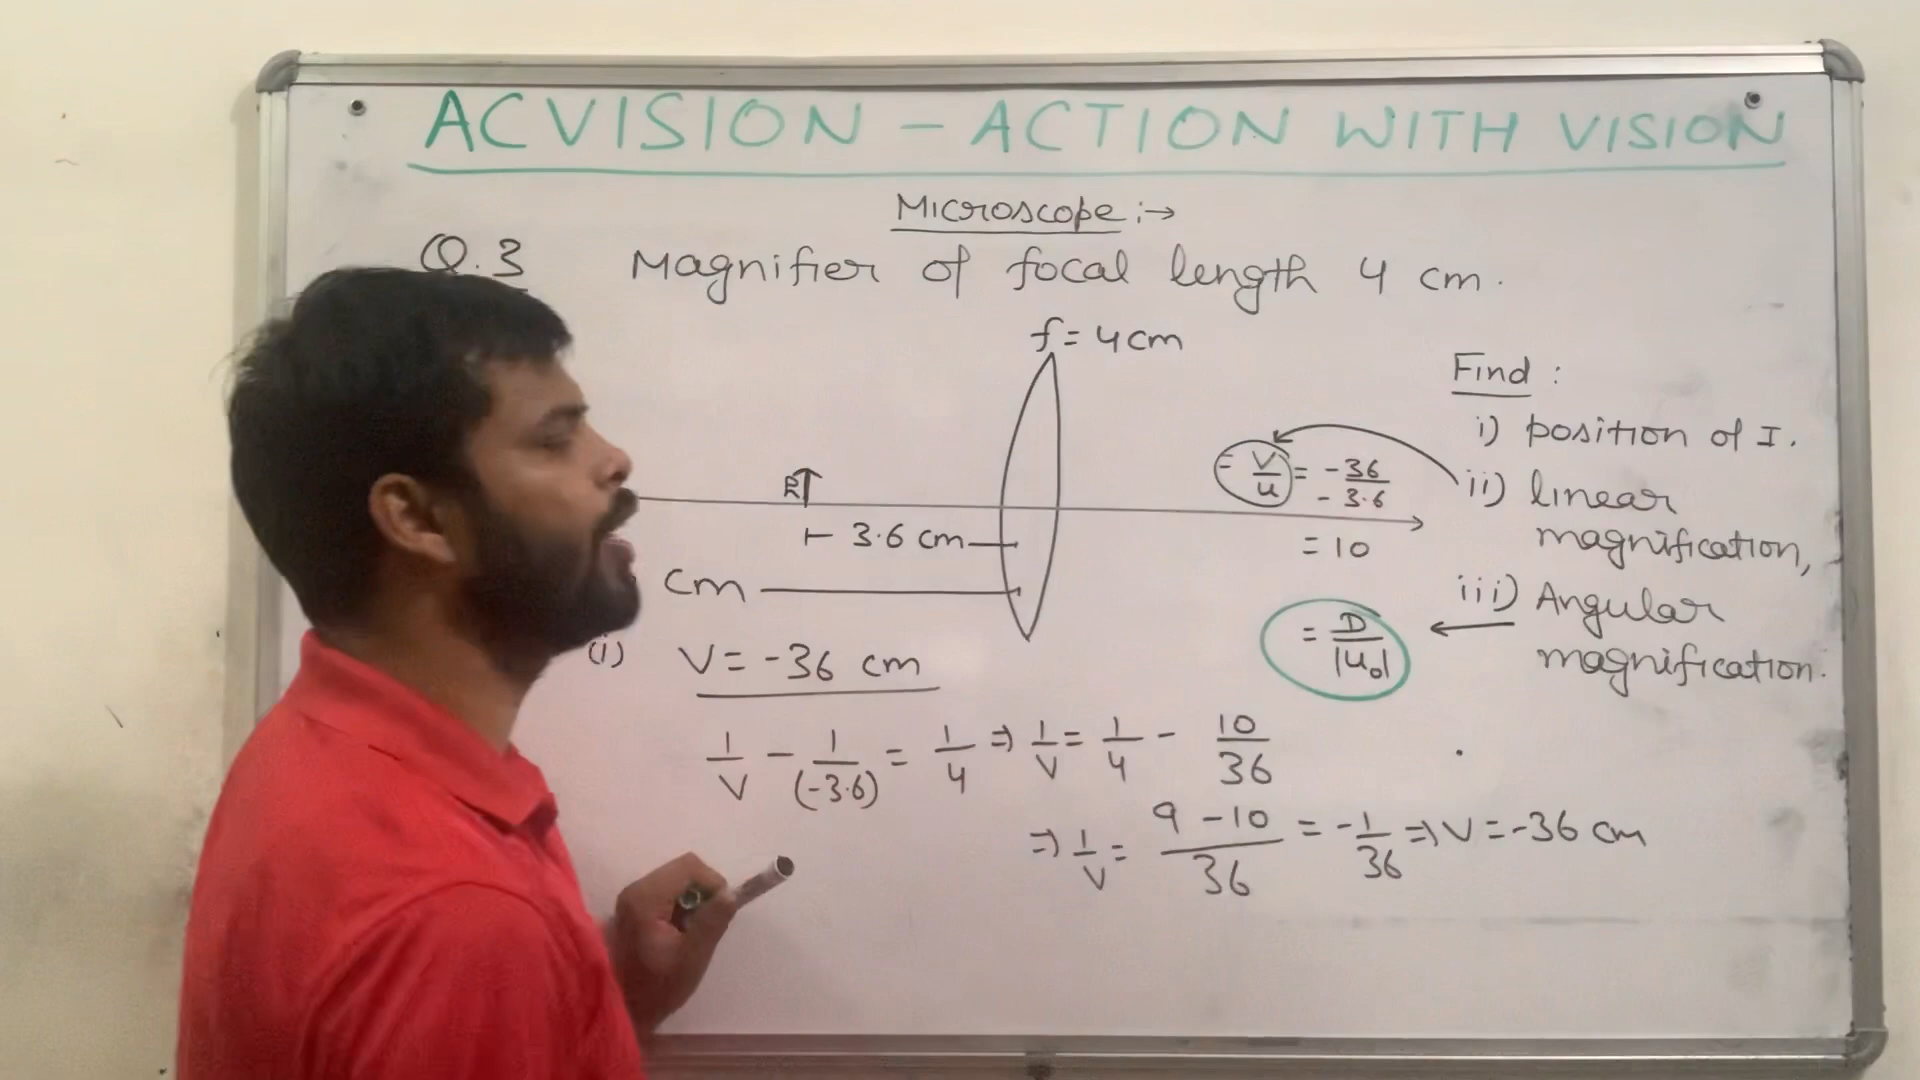 ACVISION – ACTION WITH VISION
Microscope :→
Q.3 Magnifier of focal length 4 cm.
f = 4 cm
Find :
i) position of I.
ii) linear magnification,
= v/u = -36/-3.6
= 10
iii) Angular magnification.
= D/|u₀|
⊢ 3.6 cm
cm
(i) V = -36 cm
1/v - 1/(-3.6) = 1/4 ⇒ 1/v = 1/4 - 10/36
⇒ 1/v = 9 - 10/36 = -1/36 ⇒ V = -36 cm